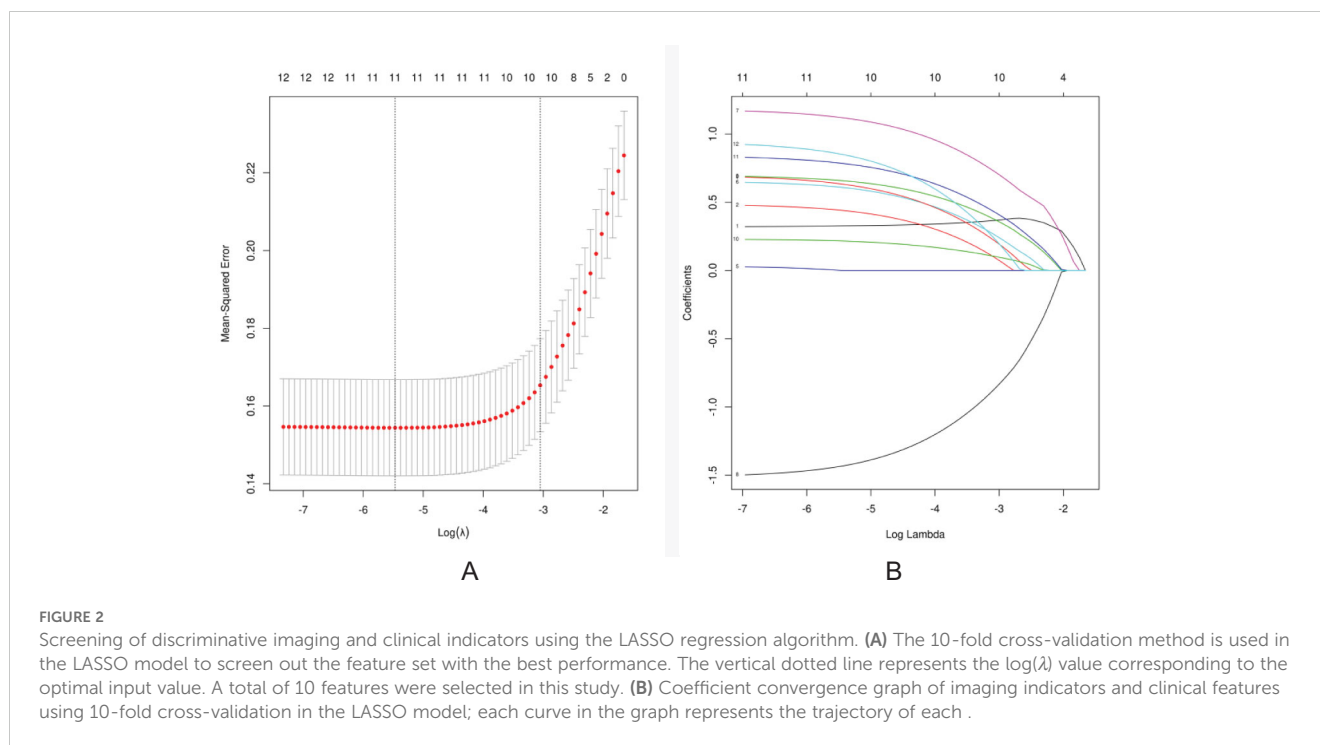 12 12 12 11 11 11 11 11 11 11 10 10 10 8 5 2 0
Mean-Squared Error
0.22
0.20
0.18
0.16
0.14
-7 -6 -5 -4 -3 -2
Log(λ)
A
11 11 10 10 10 4
Coefficients
1.0
0.5
0.0
-0.5
-1.0
-1.5
7
12
11
2
1
10
-7 -6 -5 -4 -3 -2
Log Lambda
B
FIGURE 2
Screening of discriminative imaging and clinical indicators using the LASSO regression algorithm. (A) The 10-fold cross-validation method is used in
the LASSO model to screen out the feature set with the best performance. The vertical dotted line represents the log(λ) value corresponding to the
optimal input value. A total of 10 features were selected in this study. (B) Coefficient convergence graph of imaging indicators and clinical features
using 10-fold cross-validation in the LASSO model; each curve in the graph represents the trajectory of each .